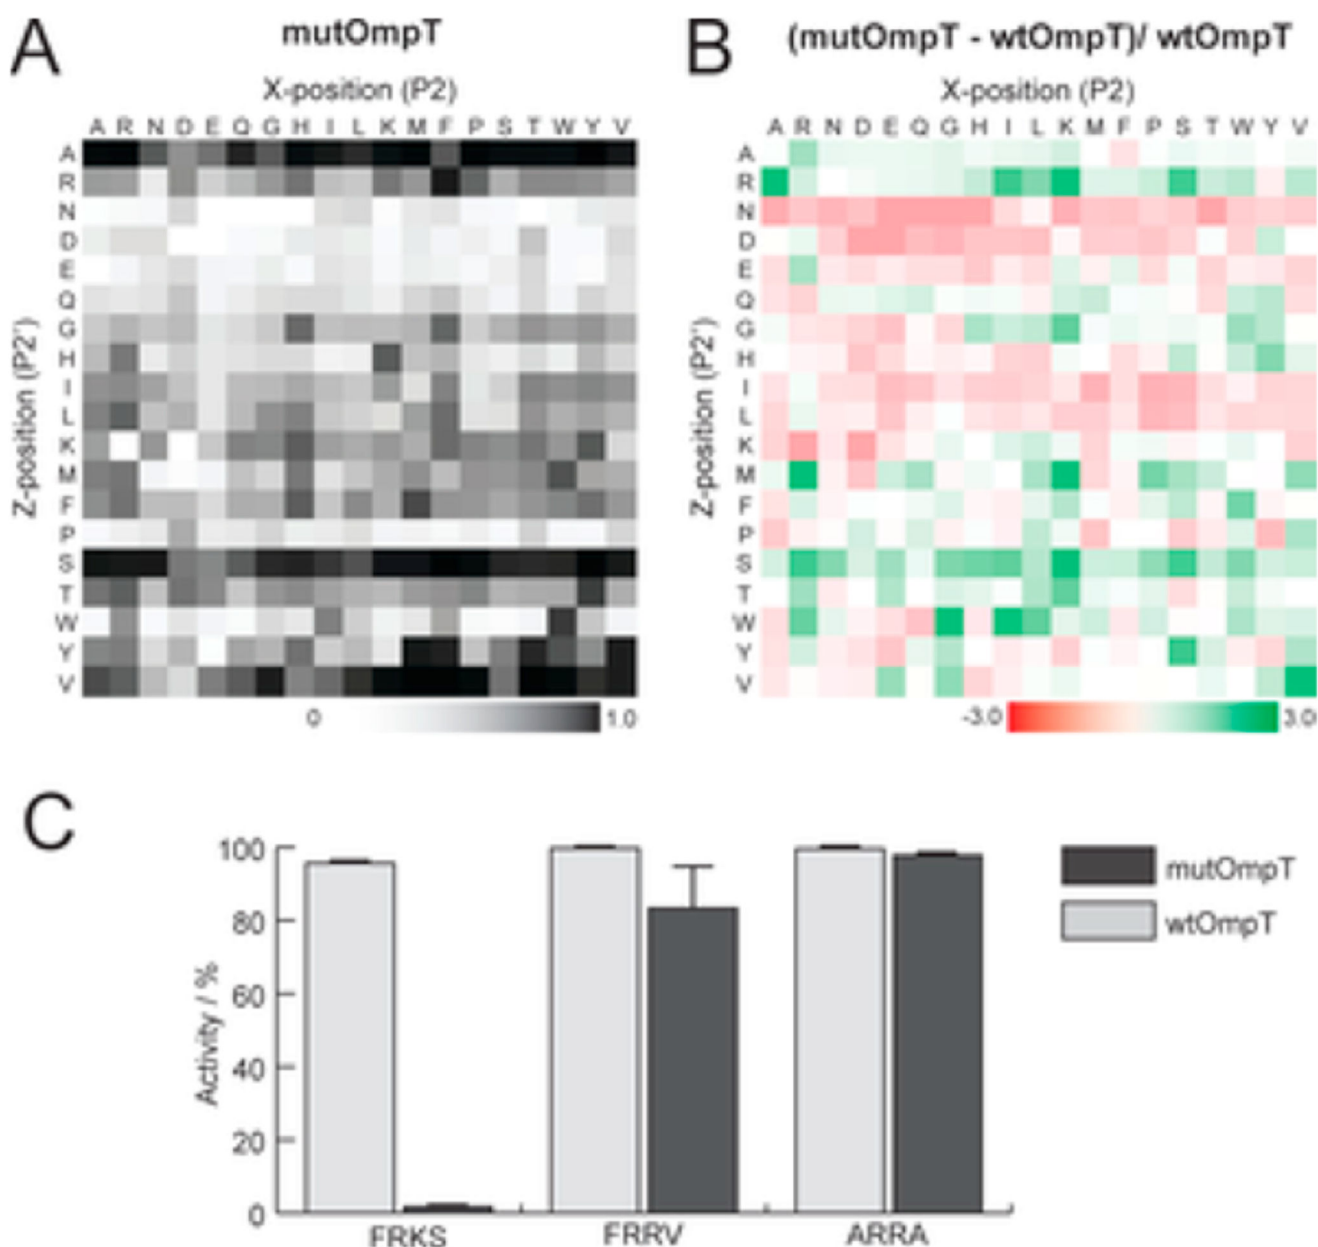 A
mutOmpT
X-position (P2)
A R N D E Q G H I L K M F P S T W Y V
Z-position (P2')
A
R
N
D
E
Q
G
H
I
L
K
M
F
P
S
T
W
Y
V
0 1.0
B
(mutOmpT - wtOmpT)/ wtOmpT
X-position (P2)
A R N D E Q G H I L K M F P S T W Y V
Z-position (P2')
A
R
N
D
E
Q
G
H
I
L
K
M
F
P
S
T
W
Y
V
-3.0 3.0
C
Activity / %
100
80
60
40
20
0
FRKS FRRV ARRA
mutOmpT
wtOmpT